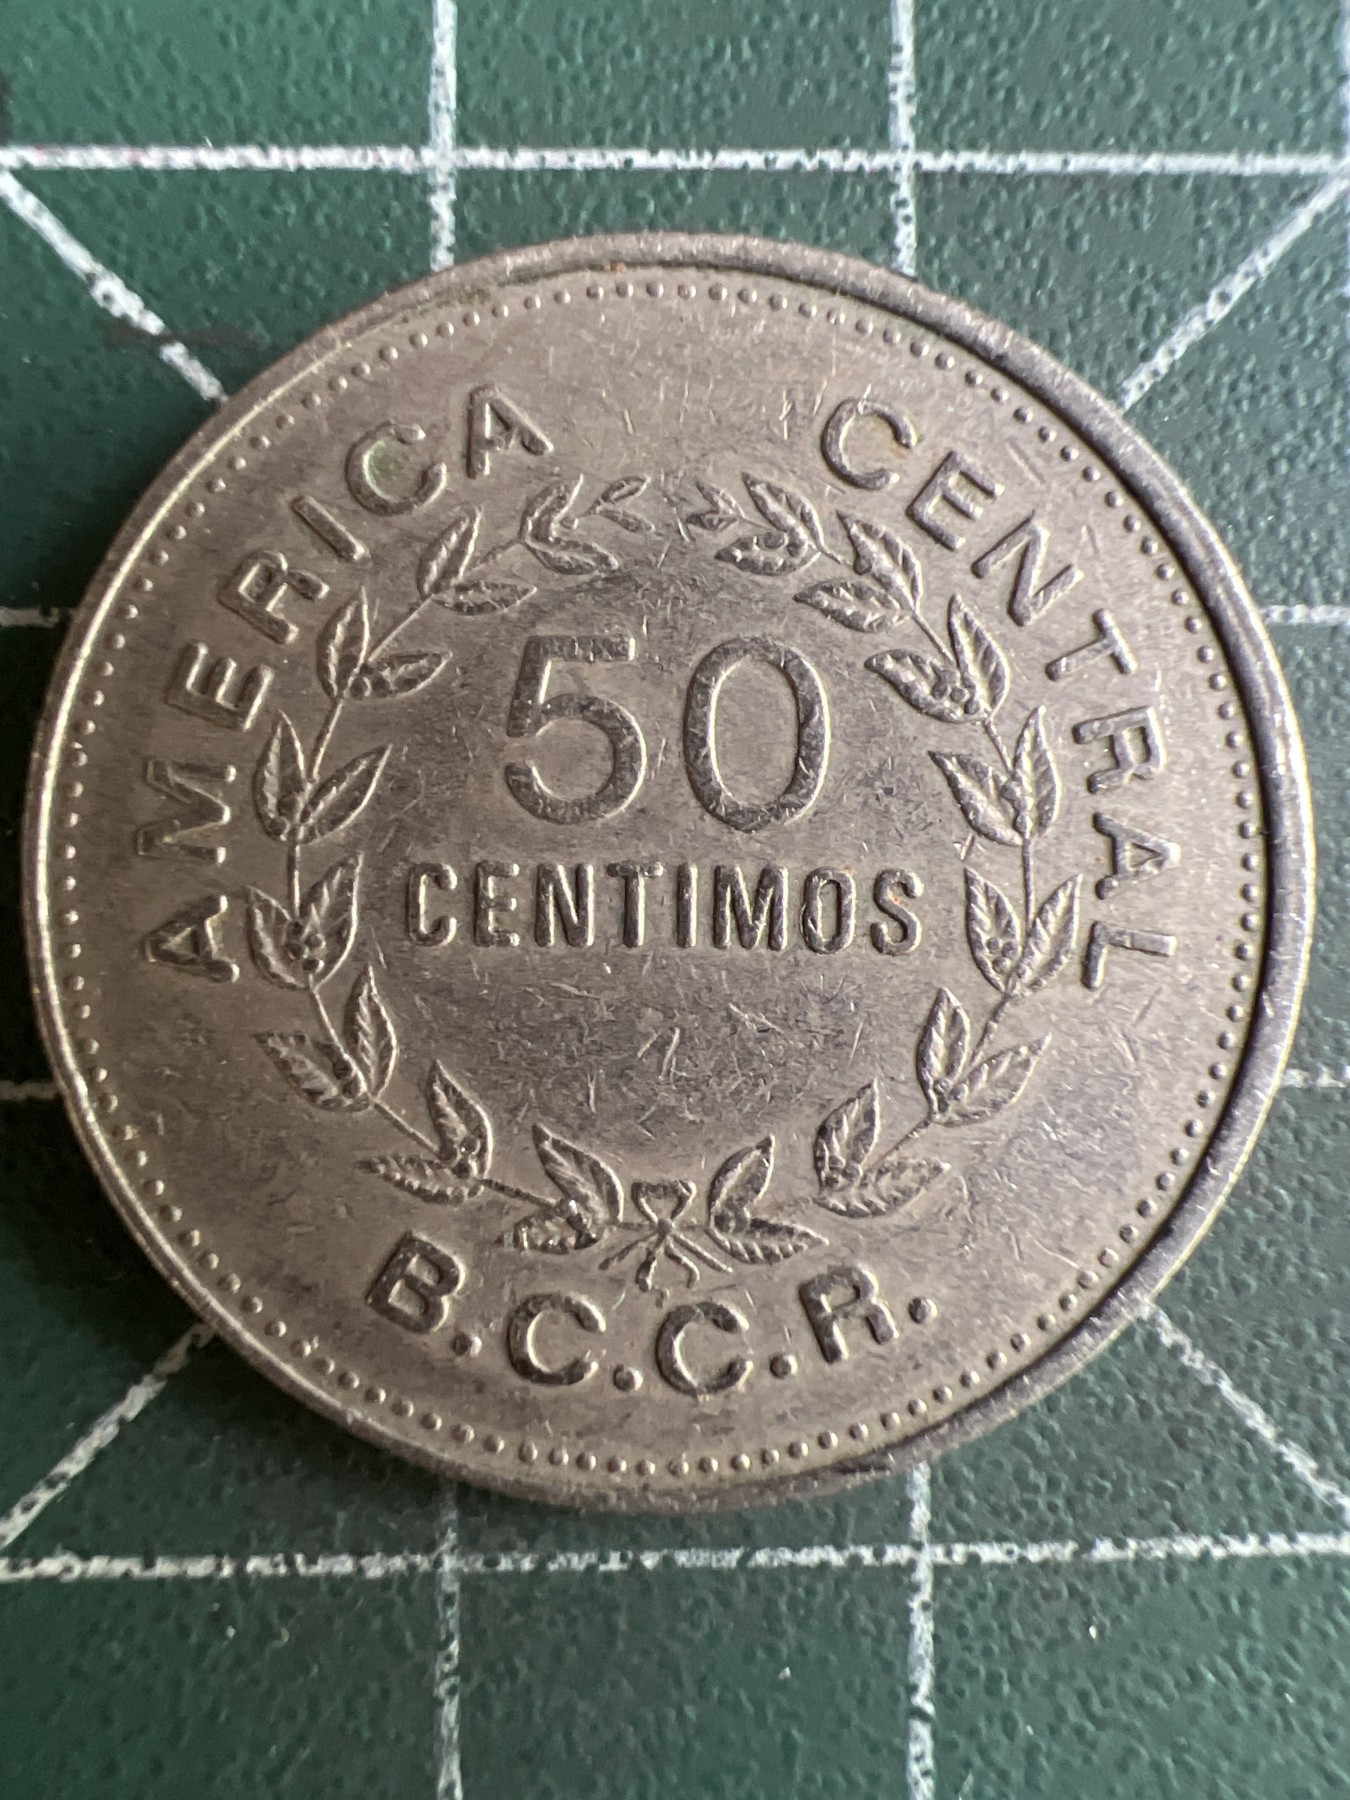 AMERICA CENTRAL
50
CENTIMOS
B.C.C.R.